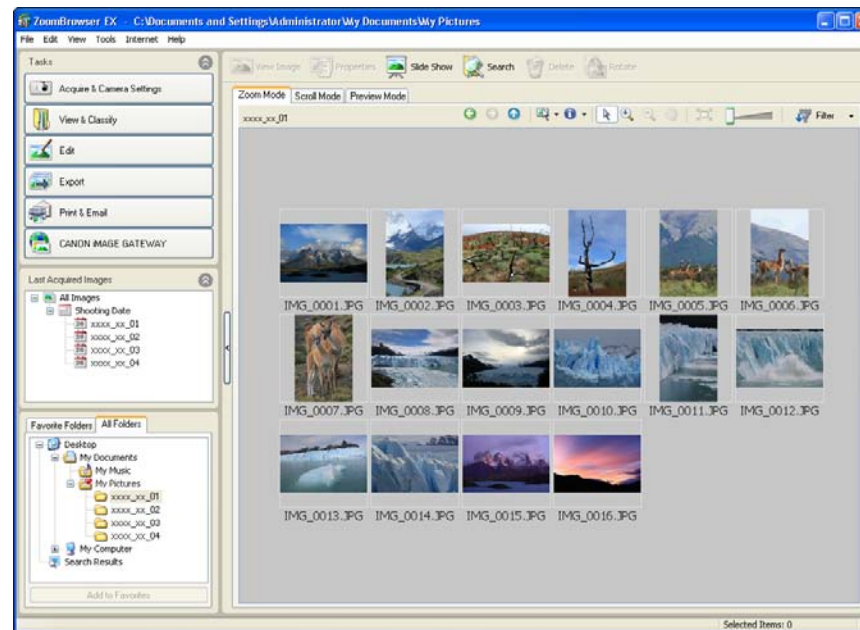 ZoomBrowser EX - C:\Documents and Settings\Administrator\My Documents\My Pictures
File Edit View Tools Internet Help
Tasks
Acquire & Camera Settings
View & Classify
Edit
Export
Print & Email
CANON iMAGE GATEWAY
Last Acquired Images
All Images
Shooting Date
xxxx_xx_01
xxxx_xx_02
xxxx_xx_03
xxxx_xx_04
Favorite Folders All Folders
Desktop
My Documents
My Music
My Pictures
xxxx_xx_01
xxxx_xx_02
xxxx_xx_03
xxxx_xx_04
My Computer
Search Results
Add to Favorites
View Image Properties Slide Show Search Delete Rotate
Zoom Mode Scroll Mode Preview Mode
xxxx_xx_01 Filter
IMG_0001.JPG IMG_0002.JPG IMG_0003.JPG IMG_0004.JPG IMG_0005.JPG IMG_0006.JPG
IMG_0007.JPG IMG_0008.JPG IMG_0009.JPG IMG_0010.JPG IMG_0011.JPG IMG_0012.JPG
IMG_0013.JPG IMG_0014.JPG IMG_0015.JPG IMG_0016.JPG
Selected Items: 0